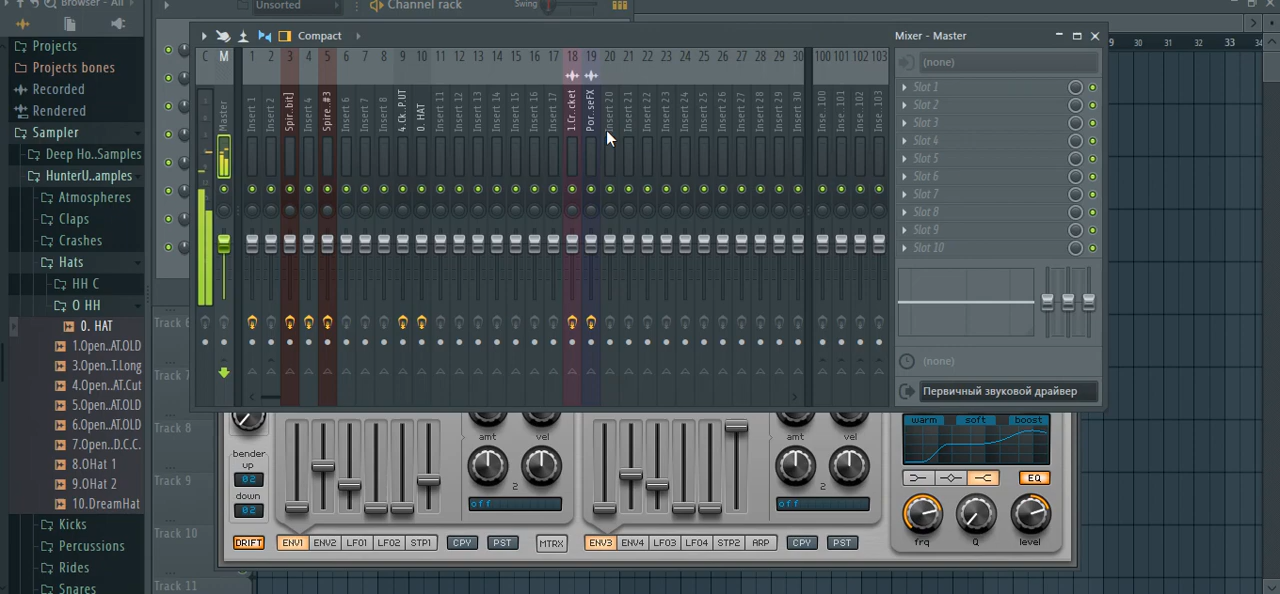 Browser - All
Unsorted
Channel rack
Swing
Projects
Projects bones
Recorded
Rendered
Sampler
Deep Ho..Samples
HunterU..amples
Atmospheres
Claps
Crashes
Hats
HH C
O HH
0. HAT
1.Open..AT.OLD
3.Open..T.Long
4.Open..AT.Cut
5.Open..AT.OLD
6.Open..AT.OLD
7.Open..D.C.C.
8.OHat 1
9.OHat 2
10.DreamHat
Kicks
Percussions
Rides
Snares
Compact
C M 1 2 3 4 5 6 7 8 9 10 11 12 13 14 15 16 17 18 19 20 21 22 23 24 25 26 27 28 29 30 100 101 102 103
Master
Insert 1
Insert 2
Spir..bit]
Insert 4
Spire..#3
Insert 6
Insert 7
Insert 8
4.Ck..P.UT
0. HAT
Insert 11
Insert 12
Insert 13
Insert 14
Insert 15
Insert 16
Insert 17
1.Cr..cket
Por..seFX
Insert 20
Insert 21
Insert 22
Insert 23
Insert 24
Insert 25
Insert 26
Insert 27
Insert 28
Insert 29
Insert 30
Inse..100
Inse..101
Inse..102
Inse..103
Mixer - Master
(none)
Slot 1
Slot 2
Slot 3
Slot 4
Slot 5
Slot 6
Slot 7
Slot 8
Slot 9
Slot 10
(none)
Первичный звуковой драйвер
29 30 31 32 33 34
Track 6
Track 7
Track 8
Track 9
Track 10
Track 11
bender
up
02
down
02
DRIFT
amt vel
2
off
ENV1 ENV2 LFO1 LFO2 STP1 CPY PST MTRX
amt vel
2
off
ENV3 ENV4 LFO3 LFO4 STP2 ARP CPY PST
warm soft boost
EQ
frq Q level